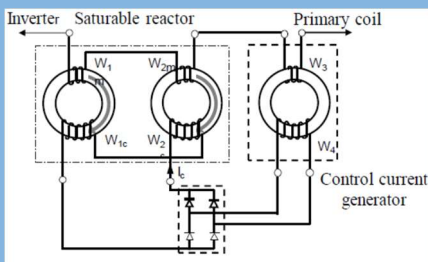 Inverter Saturable reactor Primary coil
W1 W2m W3
m
W1c W2 W4
Ic
Control current
generator